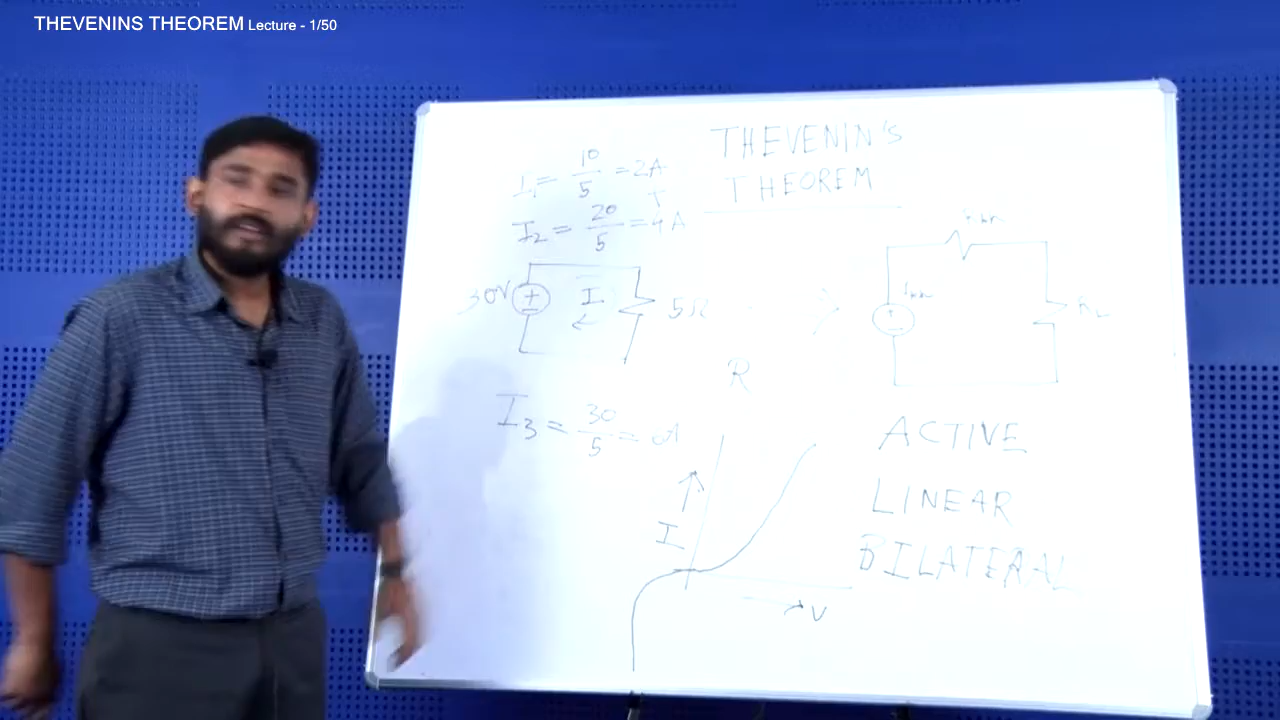 THEVENINS THEOREM Lecture - 1/50
THEVENIN'S
THEOREM
I₁ = 10/5 = 2A
I₂ = 20/5 = 4A
30V
+
I
5Ω
R
I₃ = 30/5 =
I
V
ACTIVE
LINEAR
BILATERAL